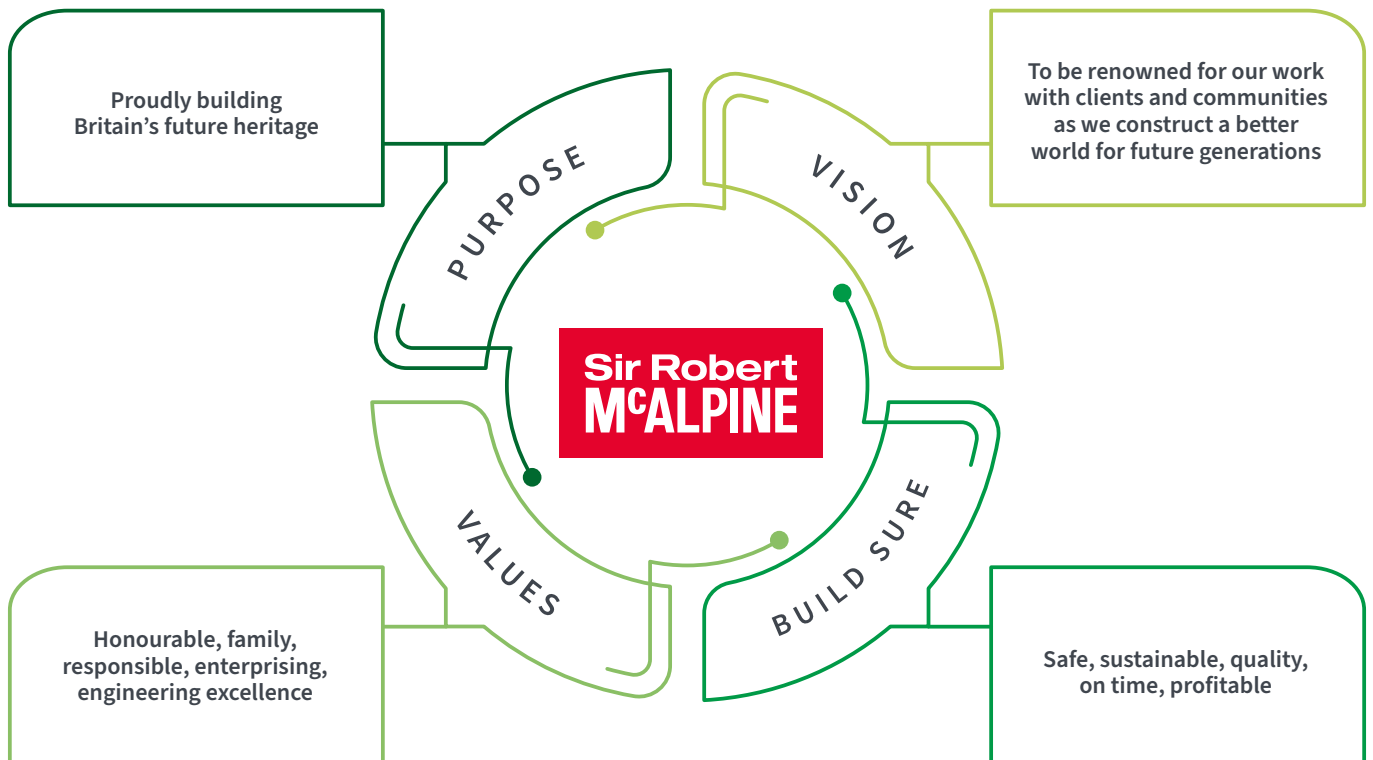 Proudly building
Britain’s future heritage
To be renowned for our work
with clients and communities
as we construct a better
world for future generations
PURPOSE
VISION
Sir Robert
McALPINE
VALUES
BUILD SURE
Honourable, family,
responsible, enterprising,
engineering excellence
Safe, sustainable, quality,
on time, profitable